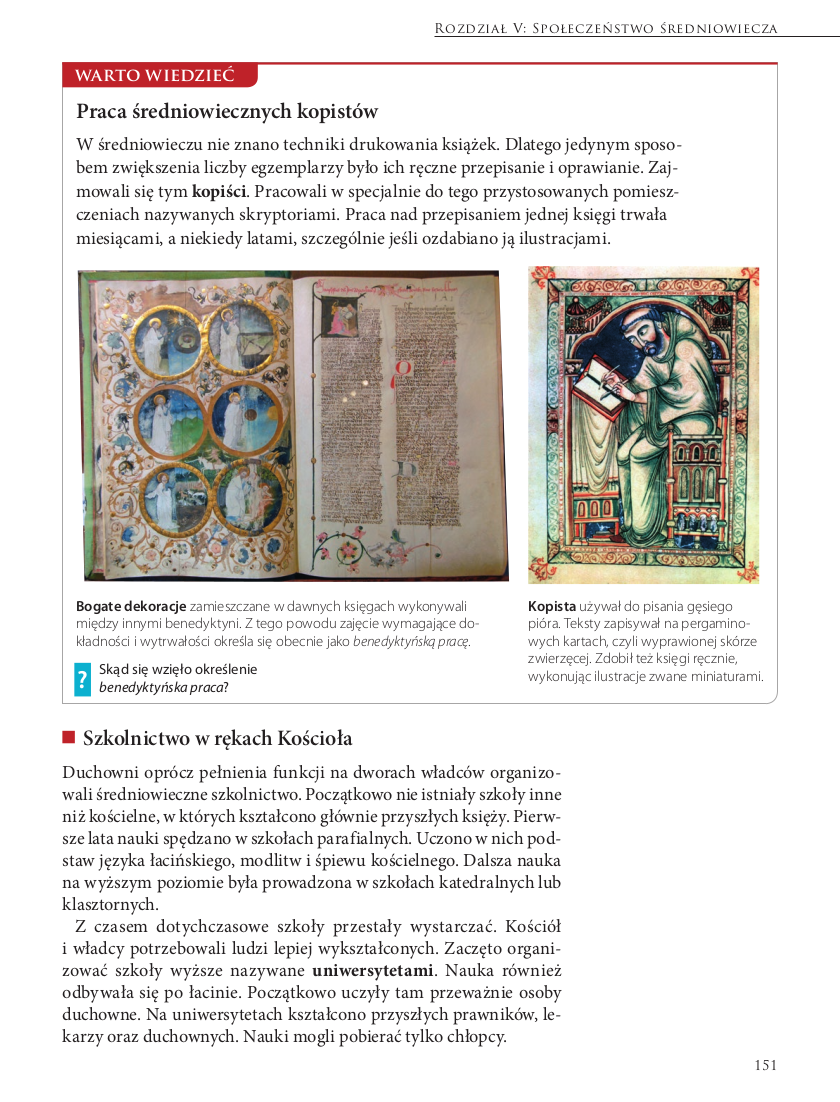 Rozdział V: Społeczeństwo średniowiecza
WARTO WIEDZIEĆ
Praca średniowiecznych kopistów
W średniowieczu nie znano techniki drukowania książek. Dlatego jedynym sposo-
bem zwiększenia liczby egzemplarzy było ich ręczne przepisanie i oprawianie. Zaj-
mowali się tym kopiści. Pracowali w specjalnie do tego przystosowanych pomiesz-
czeniach nazywanych skryptoriami. Praca nad przepisaniem jednej księgi trwała
miesiącami, a niekiedy latami, szczególnie jeśli ozdabiano ją ilustracjami.
Bogate dekoracje zamieszczane w dawnych księgach wykonywali
między innymi benedyktyni. Z tego powodu zajęcie wymagające do-
kładności i wytrwałości określa się obecnie jako benedyktyńską pracę.
? Skąd się wzięło określenie
benedyktyńska praca?
Kopista używał do pisania gęsiego
pióra. Teksty zapisywał na pergamino-
wych kartach, czyli wyprawionej skórze
zwierzęcej. Zdobił też księgi ręcznie,
wykonując ilustracje zwane miniaturami.
Szkolnictwo w rękach Kościoła
Duchowni oprócz pełnienia funkcji na dworach władców organizo-
wali średniowieczne szkolnictwo. Początkowo nie istniały szkoły inne
niż kościelne, w których kształcono głównie przyszłych księży. Pierw-
sze lata nauki spędzano w szkołach parafialnych. Uczono w nich pod-
staw języka łacińskiego, modlitw i śpiewu kościelnego. Dalsza nauka
na wyższym poziomie była prowadzona w szkołach katedralnych lub
klasztornych.
Z czasem dotychczasowe szkoły przestały wystarczać. Kościół
i władcy potrzebowali ludzi lepiej wykształconych. Zaczęto organi-
zować szkoły wyższe nazywane uniwersytetami. Nauka również
odbywała się po łacinie. Początkowo uczyły tam przeważnie osoby
duchowne. Na uniwersytetach kształcono przyszłych prawników, le-
karzy oraz duchownych. Nauki mogli pobierać tylko chłopcy.
151